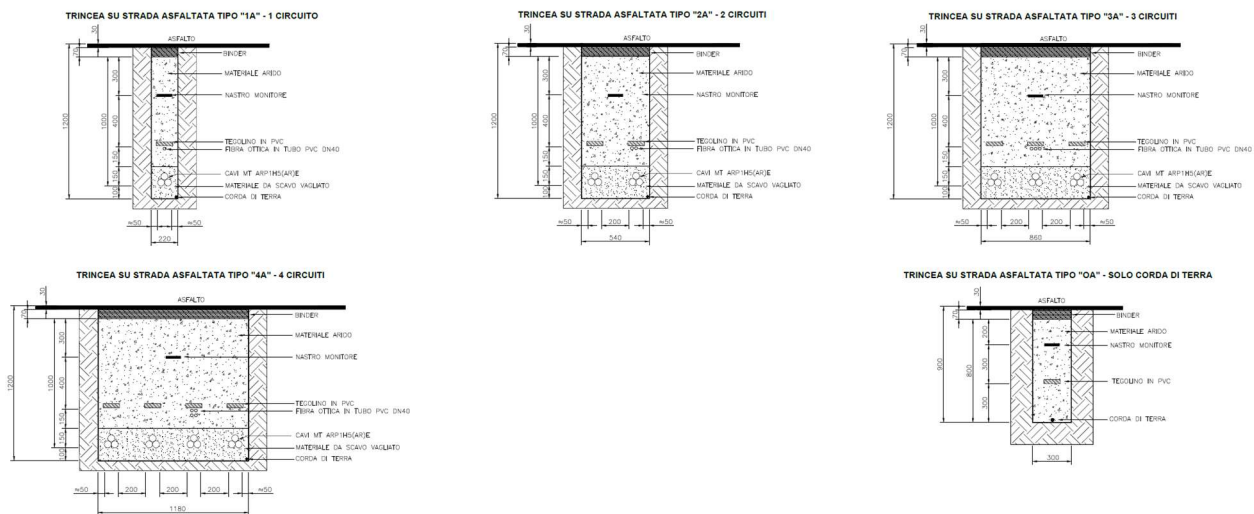 TRINCEA SU STRADA ASFALTATA TIPO "1A" - 1 CIRCUITO
ASFALTO
30
70
BINDER
MATERIALE ARIDO
300
NASTRO MONITORE
1200
1000
400
TEGOLINO IN PVC
FIBRA OTTICA IN TUBO PVC DN40
150
CAVI MT ARP1H5(AR)E
150
MATERIALE DA SCAVO VAGLIATO
100
CORDA DI TERRA
≈50
≈50
220
TRINCEA SU STRADA ASFALTATA TIPO "2A" - 2 CIRCUITI
ASFALTO
30
70
BINDER
MATERIALE ARIDO
300
NASTRO MONITORE
1200
1000
400
TEGOLINO IN PVC
FIBRA OTTICA IN TUBO PVC DN40
150
CAVI MT ARP1H5(AR)E
150
MATERIALE DA SCAVO VAGLIATO
100
CORDA DI TERRA
≈50
200
≈50
540
TRINCEA SU STRADA ASFALTATA TIPO "3A" - 3 CIRCUITI
ASFALTO
30
70
BINDER
MATERIALE ARIDO
300
NASTRO MONITORE
1200
1000
400
TEGOLINO IN PVC
FIBRA OTTICA IN TUBO PVC DN40
150
CAVI MT ARP1H5(AR)E
150
MATERIALE DA SCAVO VAGLIATO
100
CORDA DI TERRA
≈50
200
200
≈50
860
TRINCEA SU STRADA ASFALTATA TIPO "4A" - 4 CIRCUITI
ASFALTO
30
70
BINDER
MATERIALE ARIDO
300
NASTRO MONITORE
1200
1000
400
TEGOLINO IN PVC
FIBRA OTTICA IN TUBO PVC DN40
150
CAVI MT ARP1H5(AR)E
150
MATERIALE DA SCAVO VAGLIATO
100
CORDA DI TERRA
≈50
200
200
200
≈50
1180
TRINCEA SU STRADA ASFALTATA TIPO "OA" - SOLO CORDA DI TERRA
ASFALTO
30
70
BINDER
MATERIALE ARIDO
200
NASTRO MONITORE
900
800
300
TEGOLINO IN PVC
300
CORDA DI TERRA
300